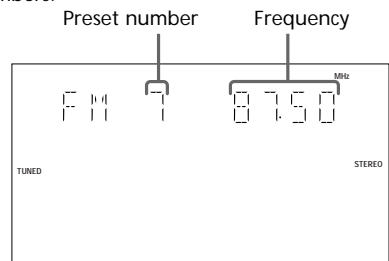 Preset number Frequency
MHz
FM 7 87.50
STEREO
TUNED